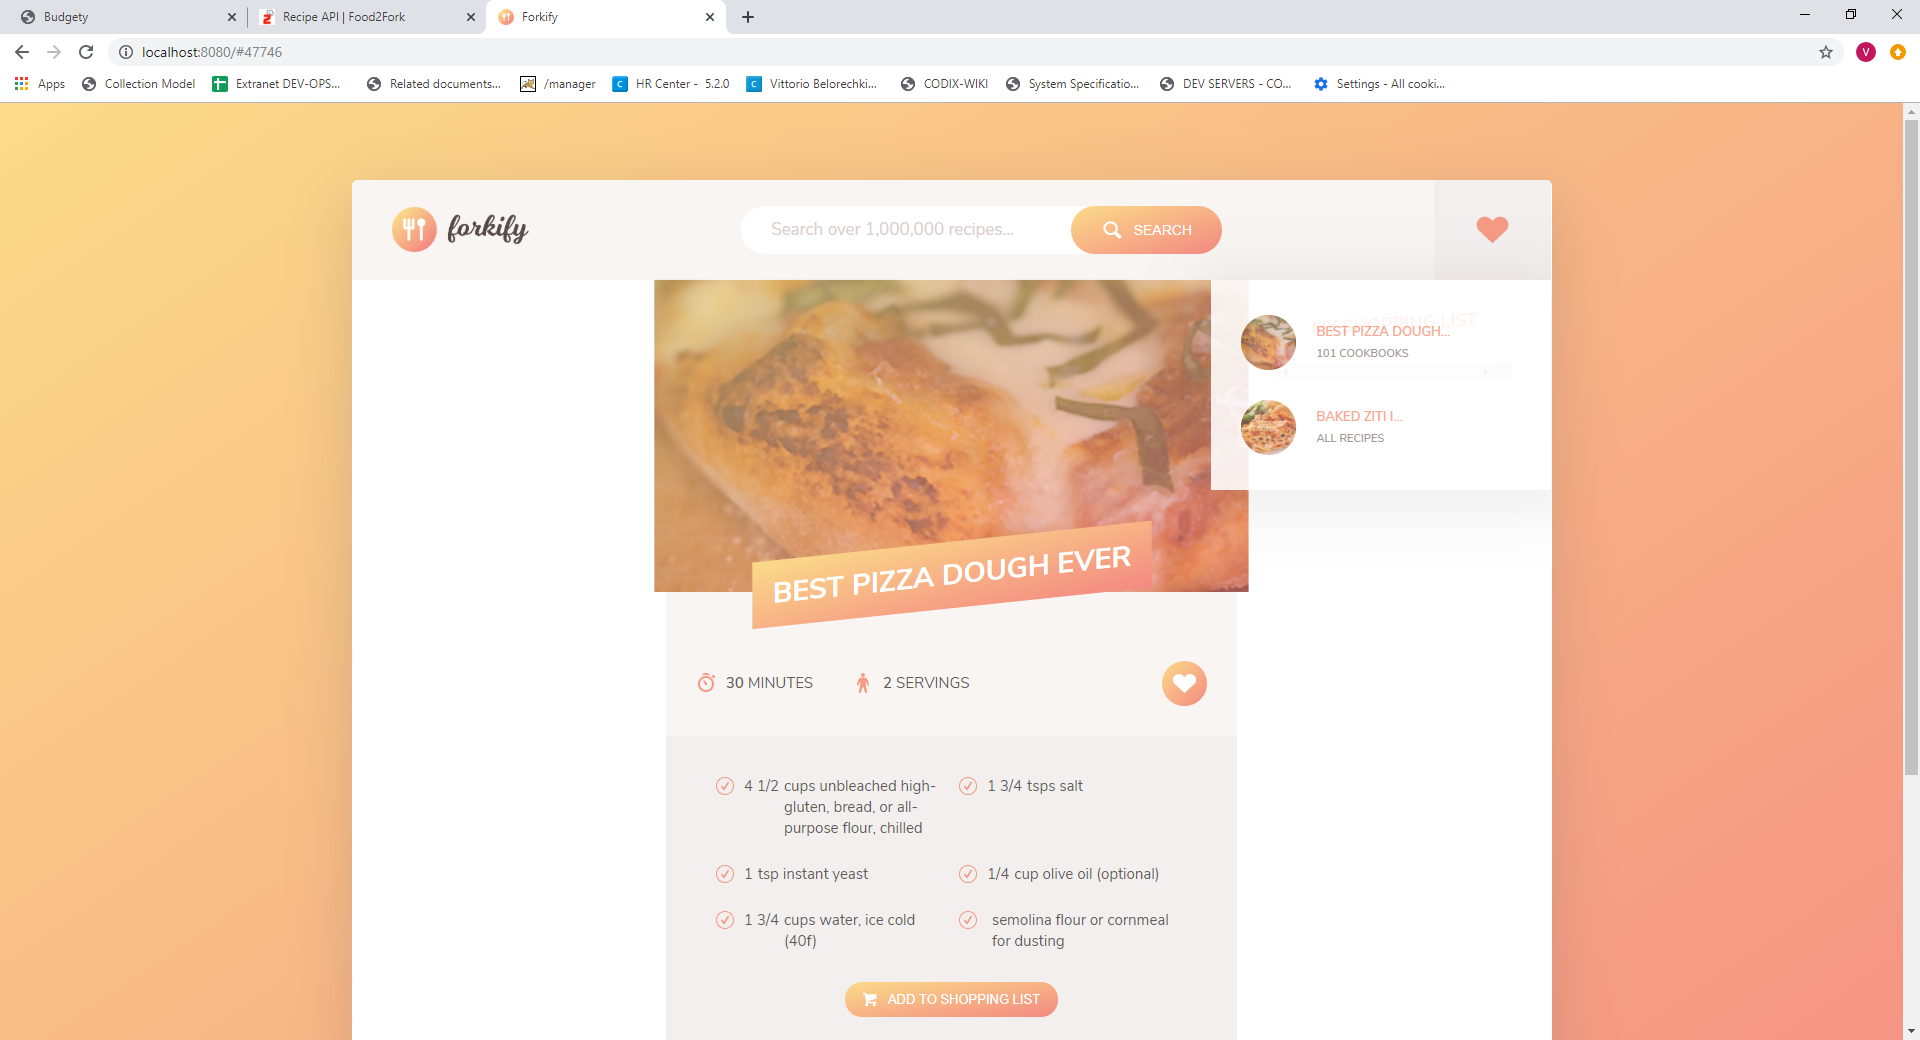 Budgety
Recipe API | Food2Fork
Forkify
localhost:8080/#47746
V
Apps
Collection Model
Extranet DEV-OPS...
Related documents...
/manager
HR Center - 5.2.0
Vittorio Belorechki...
CODIX-WIKI
System Specificatio...
DEV SERVERS - CO...
Settings - All cooki...
forkify
Search over 1,000,000 recipes...
SEARCH
SHOPPING LIST
BEST PIZZA DOUGH...
101 COOKBOOKS
BAKED ZITI I...
ALL RECIPES
BEST PIZZA DOUGH EVER
30 MINUTES
2 SERVINGS
4 1/2 cups unbleached high-
gluten, bread, or all-
purpose flour, chilled
1 3/4 tsps salt
1 tsp instant yeast
1/4 cup olive oil (optional)
1 3/4 cups water, ice cold
(40f)
semolina flour or cornmeal
for dusting
ADD TO SHOPPING LIST